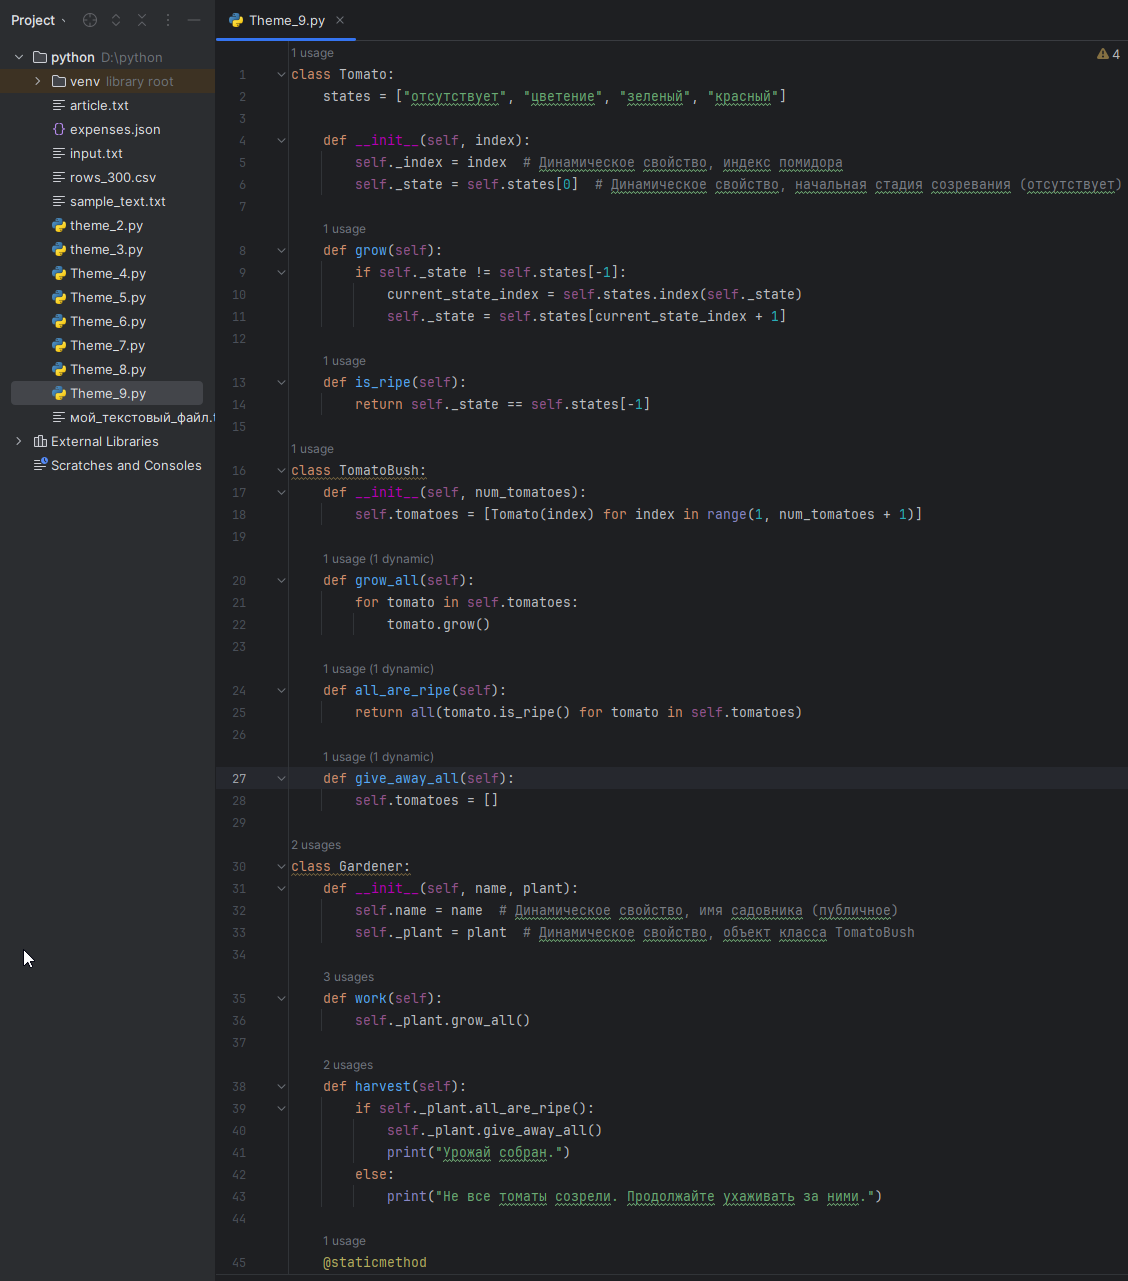 Project
Theme_9.py
python D:\python
venv library root
article.txt
expenses.json
input.txt
rows_300.csv
sample_text.txt
theme_2.py
theme_3.py
Theme_4.py
Theme_5.py
Theme_6.py
Theme_7.py
Theme_8.py
Theme_9.py
мой_текстовый_файл.
External Libraries
Scratches and Consoles
4
1 usage
1 class Tomato:
2 states = ["отсутствует", "цветение", "зеленый", "красный"]
3
4 def __init__(self, index):
5 self._index = index # Динамическое свойство, индекс помидора
6 self._state = self.states[0] # Динамическое свойство, начальная стадия созревания (отсутствует)
7
1 usage
8 def grow(self):
9 if self._state != self.states[-1]:
10 current_state_index = self.states.index(self._state)
11 self._state = self.states[current_state_index + 1]
12
1 usage
13 def is_ripe(self):
14 return self._state == self.states[-1]
15
1 usage
16 class TomatoBush:
17 def __init__(self, num_tomatoes):
18 self.tomatoes = [Tomato(index) for index in range(1, num_tomatoes + 1)]
19
1 usage (1 dynamic)
20 def grow_all(self):
21 for tomato in self.tomatoes:
22 tomato.grow()
23
1 usage (1 dynamic)
24 def all_are_ripe(self):
25 return all(tomato.is_ripe() for tomato in self.tomatoes)
26
1 usage (1 dynamic)
27 def give_away_all(self):
28 self.tomatoes = []
29
2 usages
30 class Gardener:
31 def __init__(self, name, plant):
32 self.name = name # Динамическое свойство, имя садовника (публичное)
33 self._plant = plant # Динамическое свойство, объект класса TomatoBush
34
3 usages
35 def work(self):
36 self._plant.grow_all()
37
2 usages
38 def harvest(self):
39 if self._plant.all_are_ripe():
40 self._plant.give_away_all()
41 print("Урожай собран.")
42 else:
43 print("Не все томаты созрели. Продолжайте ухаживать за ними.")
44
1 usage
45 @staticmethod